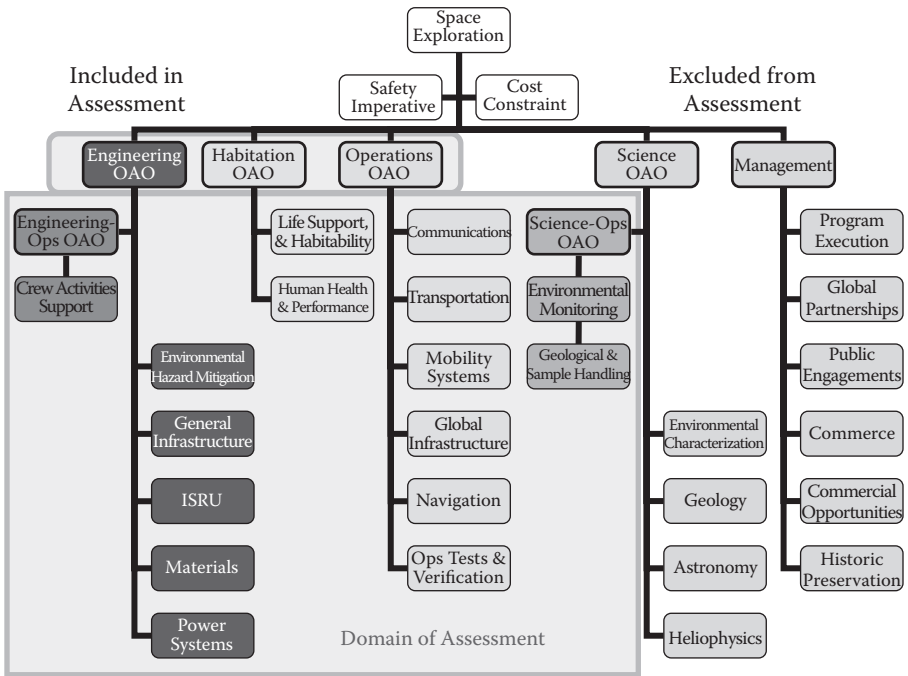 Space
Exploration
Included in
Assessment
Safety
Imperative
Cost
Constraint
Excluded from
Assessment
Engineering
OAO
Habitation
OAO
Operations
OAO
Science
OAO
Management
Engineering-
Ops OAO
Crew Activities
Support
Environmental
Hazard Mitigation
General
Infrastructure
ISRU
Materials
Power
Systems
Life Support,
& Habitability
Human Health
& Performance
Communications
Transportation
Mobility
Systems
Global
Infrastructure
Navigation
Ops Tests &
Verification
Science-Ops
OAO
Environmental
Monitoring
Geological &
Sample Handling
Environmental
Characterization
Geology
Astronomy
Heliophysics
Program
Execution
Global
Partnerships
Public
Engagements
Commerce
Commercial
Opportunities
Historic
Preservation
Domain of Assessment